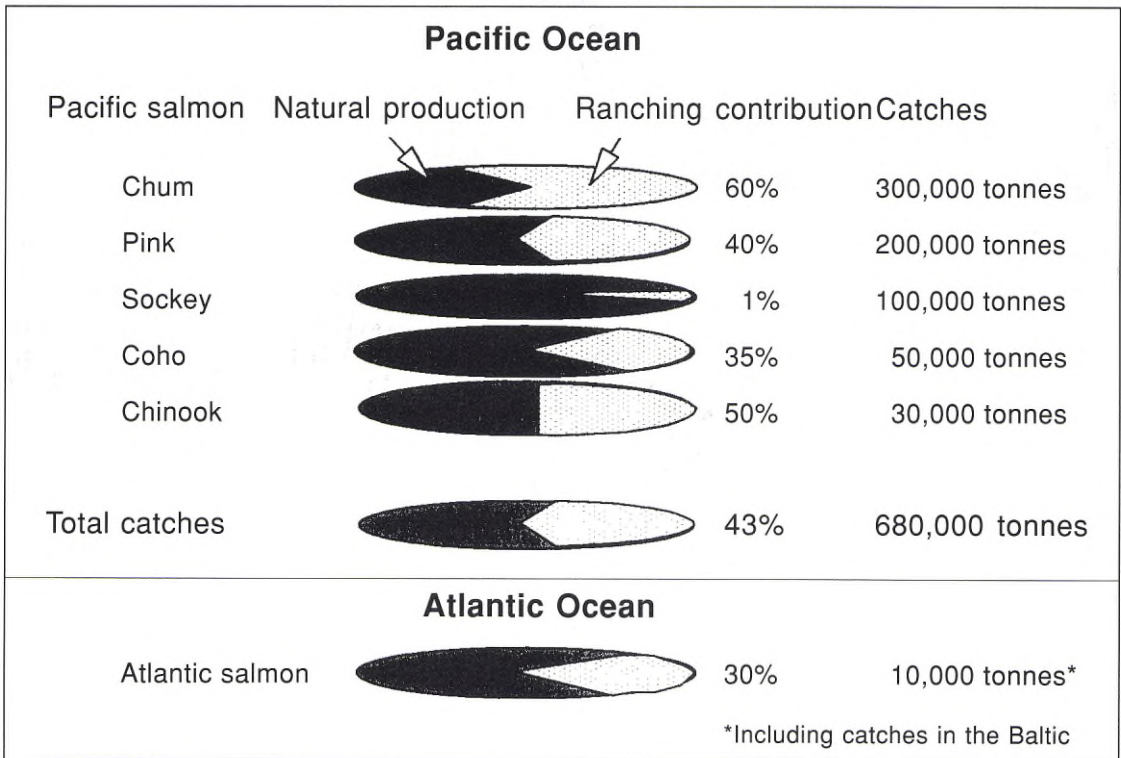 Pacific Ocean
Pacific salmon Natural production Ranching contribution Catches
Chum 60% 300,000 tonnes
Pink 40% 200,000 tonnes
Sockey 1% 100,000 tonnes
Coho 35% 50,000 tonnes
Chinook 50% 30,000 tonnes
Total catches 43% 680,000 tonnes
Atlantic Ocean
Atlantic salmon 30% 10,000 tonnes*
*Including catches in the Baltic